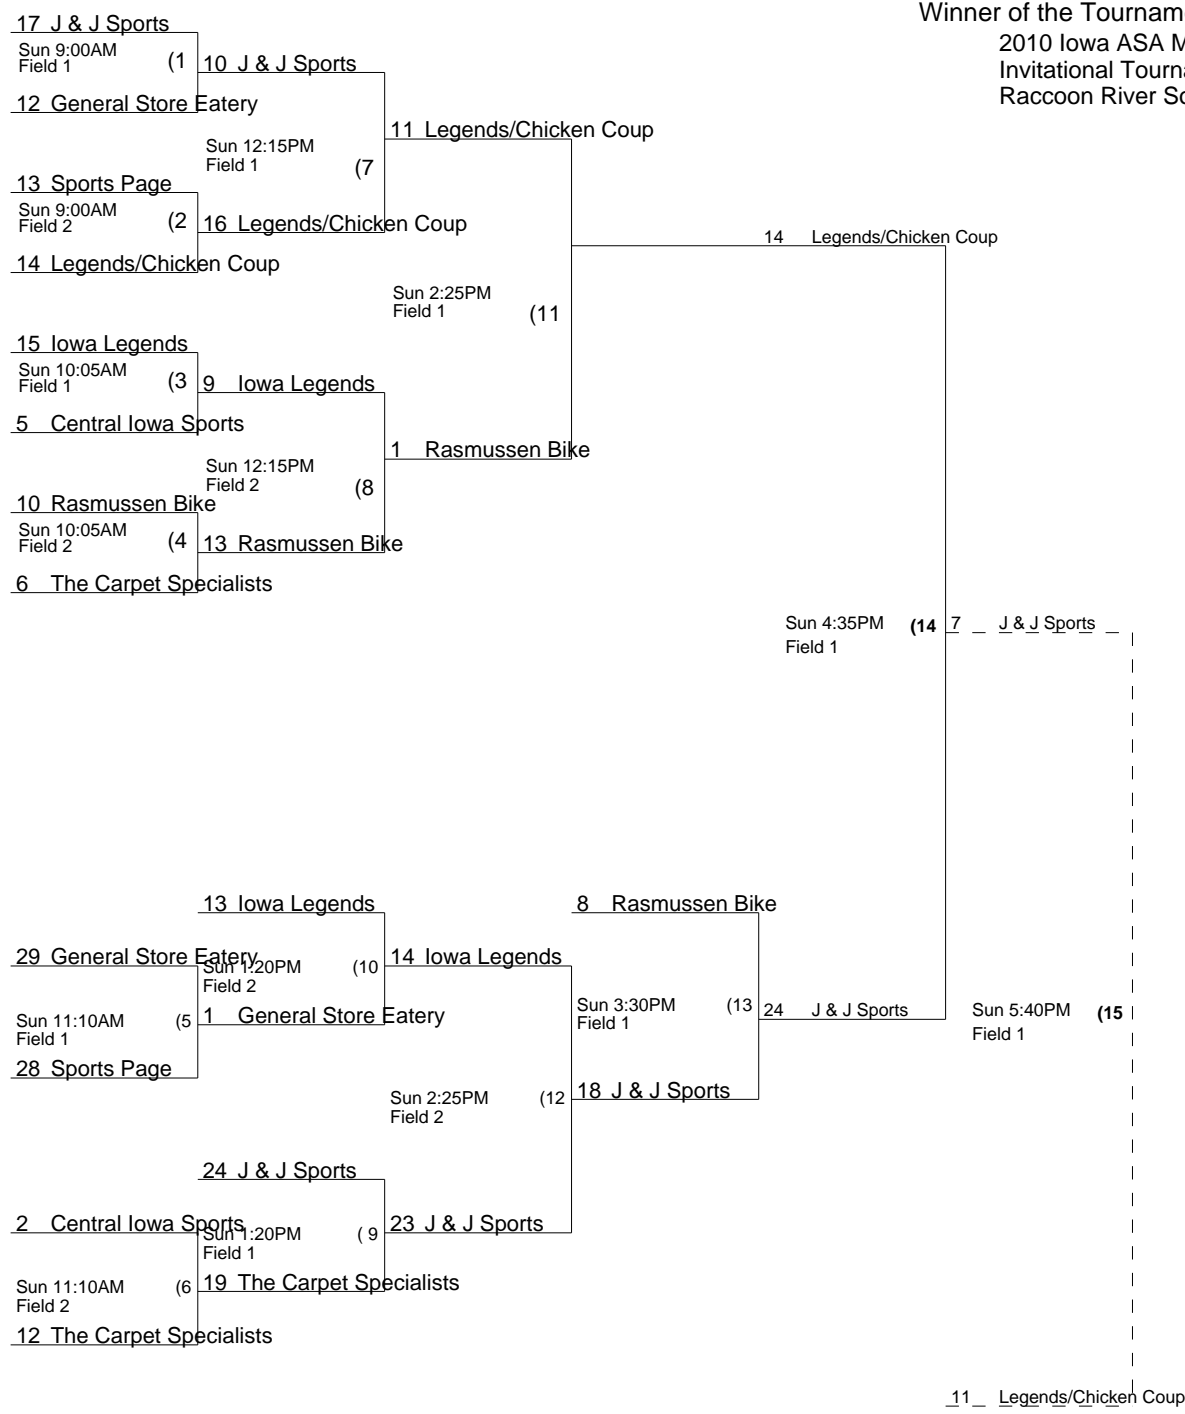 Winner of the Tournam
2010 Iowa ASA M
Invitational Tourna
Raccoon River So
17 J & J Sports
Sun 9:00AM
Field 1
(1
10 J & J Sports
12 General Store Eatery
11 Legends/Chicken Coup
Sun 12:15PM
Field 1
(7
13 Sports Page
Sun 9:00AM
Field 2
(2
16 Legends/Chicken Coup
14 Legends/Chicken Coup
14 Legends/Chicken Coup
Sun 2:25PM
Field 1
(11
15 Iowa Legends
Sun 10:05AM
Field 1
(3
9 Iowa Legends
5 Central Iowa Sports
1 Rasmussen Bike
Sun 12:15PM
Field 2
(8
10 Rasmussen Bike
Sun 10:05AM
Field 2
(4
13 Rasmussen Bike
6 The Carpet Specialists
Sun 4:35PM
Field 1
(14
7 J & J Sports
13 Iowa Legends
8 Rasmussen Bike
29 General Store Eatery
Sun 1:20PM
Field 2
(10
14 Iowa Legends
Sun 11:10AM
Field 1
(5
1 General Store Eatery
28 Sports Page
Sun 3:30PM
Field 1
(13
24 J & J Sports
Sun 5:40PM
Field 1
(15
Sun 2:25PM
Field 2
(12
18 J & J Sports
24 J & J Sports
2 Central Iowa Sports
Sun 1:20PM
Field 1
( 9
23 J & J Sports
Sun 11:10AM
Field 2
(6
19 The Carpet Specialists
12 The Carpet Specialists
11 Legends/Chicken Coup